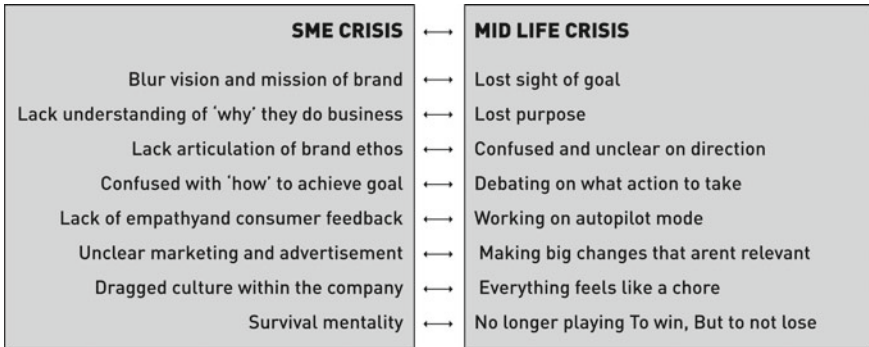 SME CRISIS ↔ MID LIFE CRISIS
Blur vision and mission of brand ↔ Lost sight of goal
Lack understanding of ‘why’ they do business ↔ Lost purpose
Lack articulation of brand ethos ↔ Confused and unclear on direction
Confused with ‘how’ to achieve goal ↔ Debating on what action to take
Lack of empathyand consumer feedback ↔ Working on autopilot mode
Unclear marketing and advertisement ↔ Making big changes that arent relevant
Dragged culture within the company ↔ Everything feels like a chore
Survival mentality ↔ No longer playing To win, But to not lose